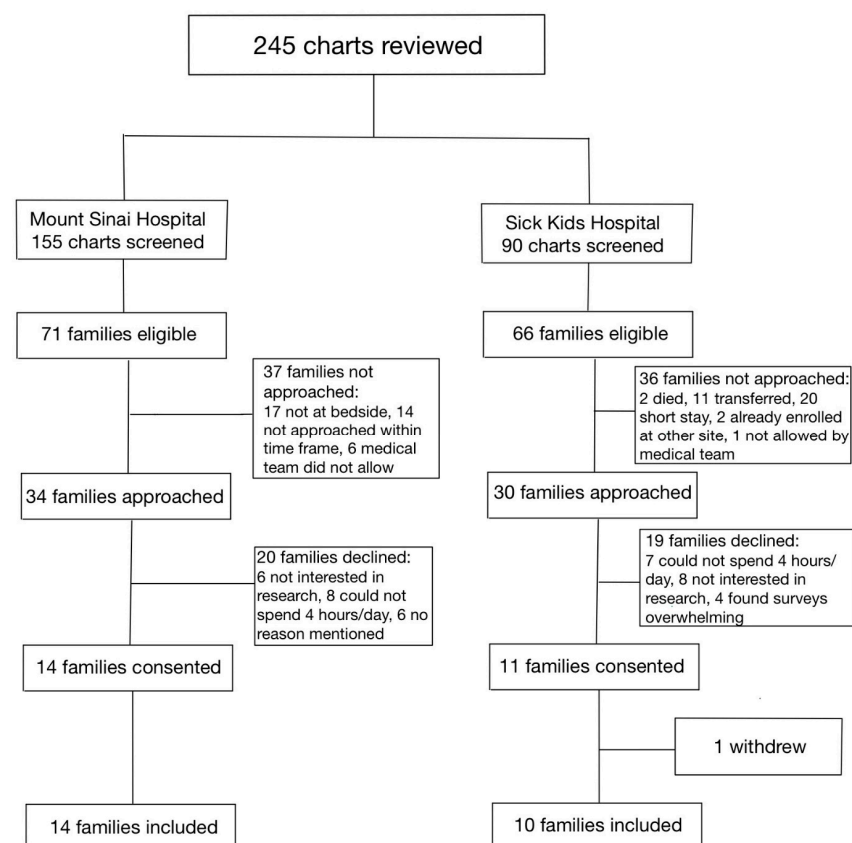 245 charts reviewed
Mount Sinai Hospital
155 charts screened
Sick Kids Hospital
90 charts screened
71 families eligible
66 families eligible
37 families not
approached:
17 not at bedside, 14
not approached within
time frame, 6 medical
team did not allow
36 families not approached:
2 died, 11 transferred, 20
short stay, 2 already enrolled
at other site, 1 not allowed by
medical team
34 families approached
30 families approached
20 families declined:
6 not interested in
research, 8 could not
spend 4 hours/day, 6 no
reason mentioned
19 families declined:
7 could not spend 4 hours/
day, 8 not interested in
research, 4 found surveys
overwhelming
14 families consented
11 families consented
1 withdrew
14 families included
10 families included